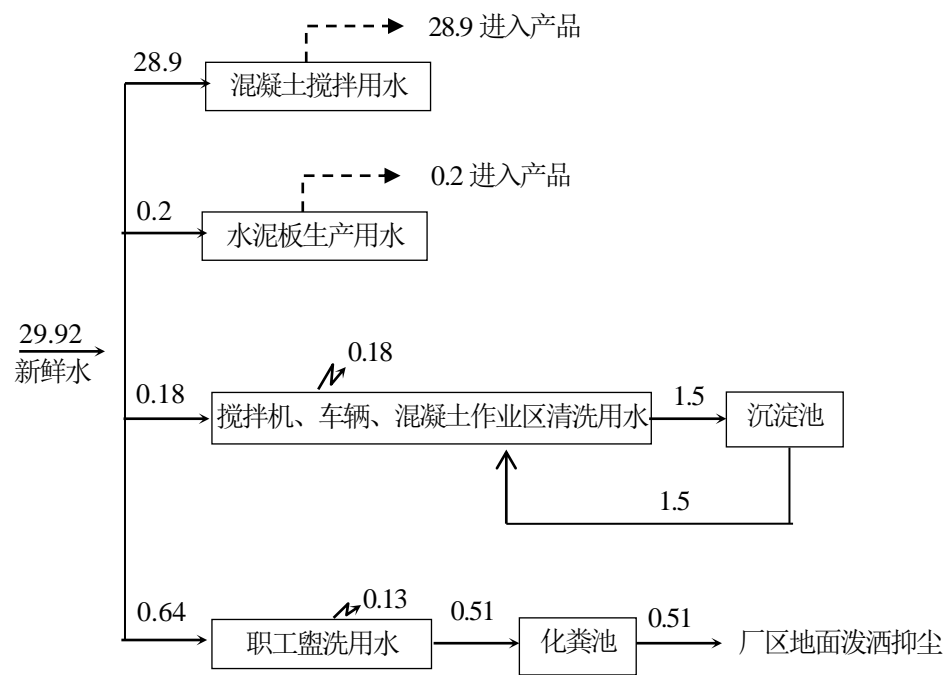 28.9 进入产品
28.9
混凝土搅拌用水
0.2 进入产品
0.2
水泥板生产用水
29.92
新鲜水
0.18
0.18
搅拌机、车辆、混凝土作业区清洗用水
1.5
沉淀池
1.5
0.64
0.13
职工盥洗用水
0.51
化粪池
0.51
厂区地面泼洒抑尘